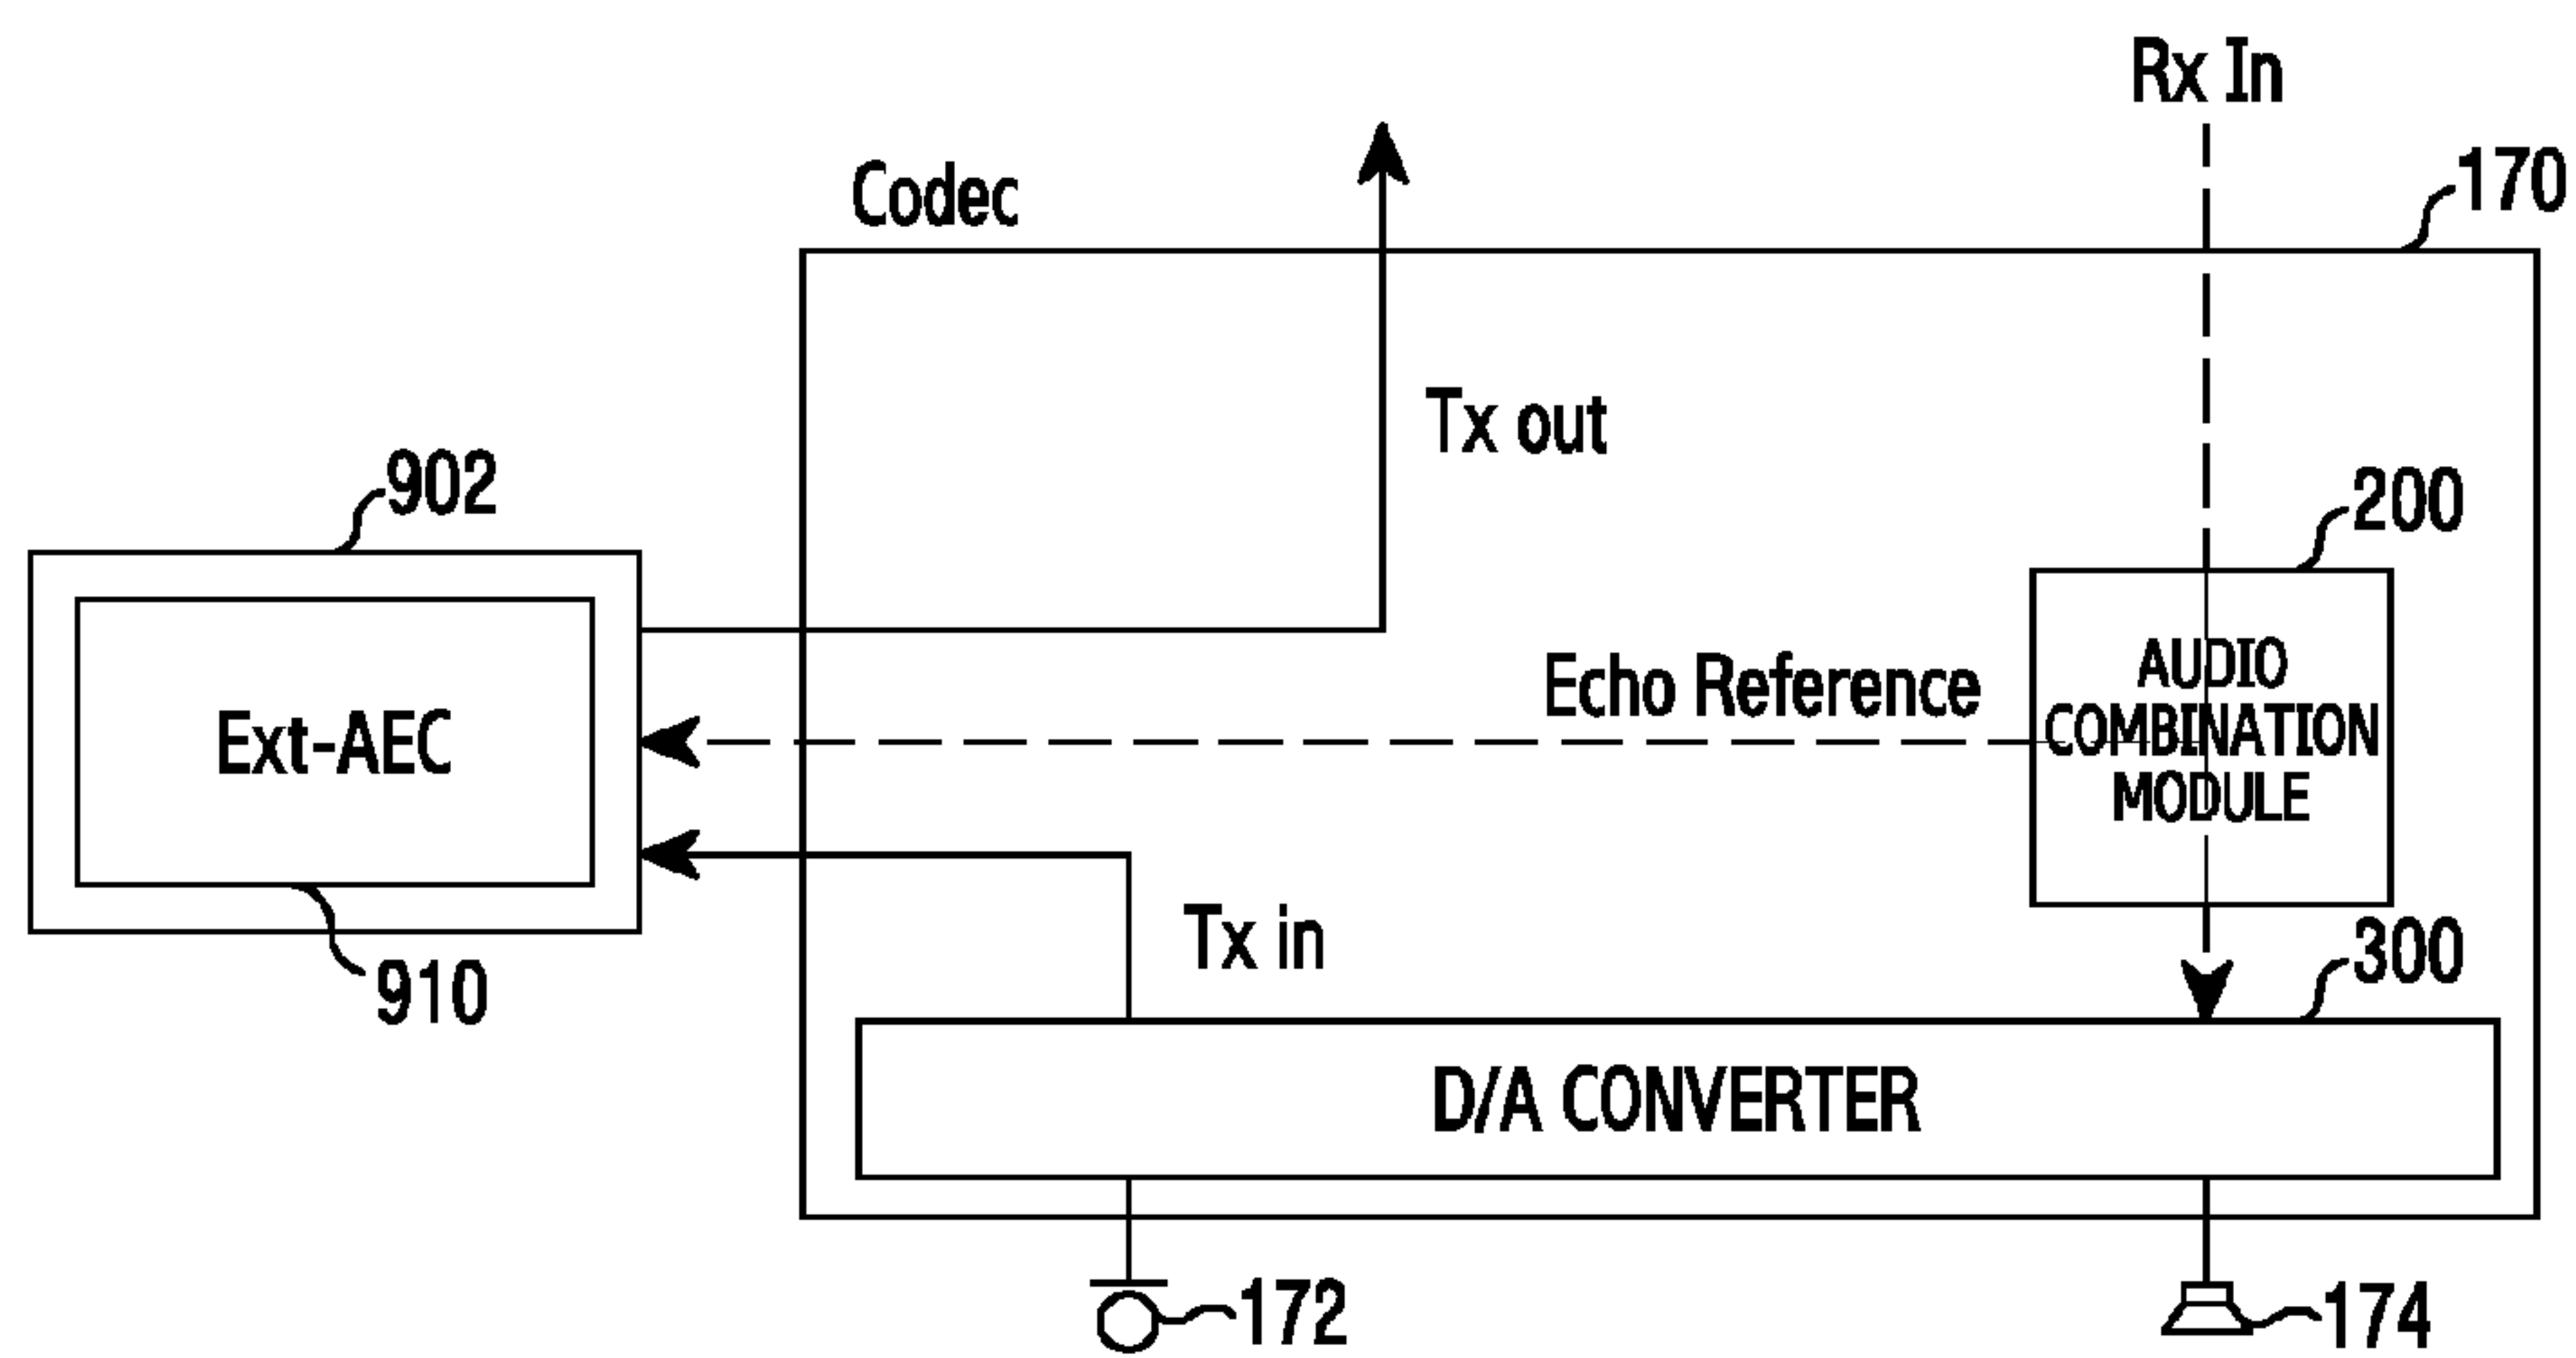 Rx In
170
Codec
Tx out
902
200
Echo Reference
AUDIO
COMBINATION
MODULE
Ext-AEC
Tx in
300
910
D/A CONVERTER
172
174